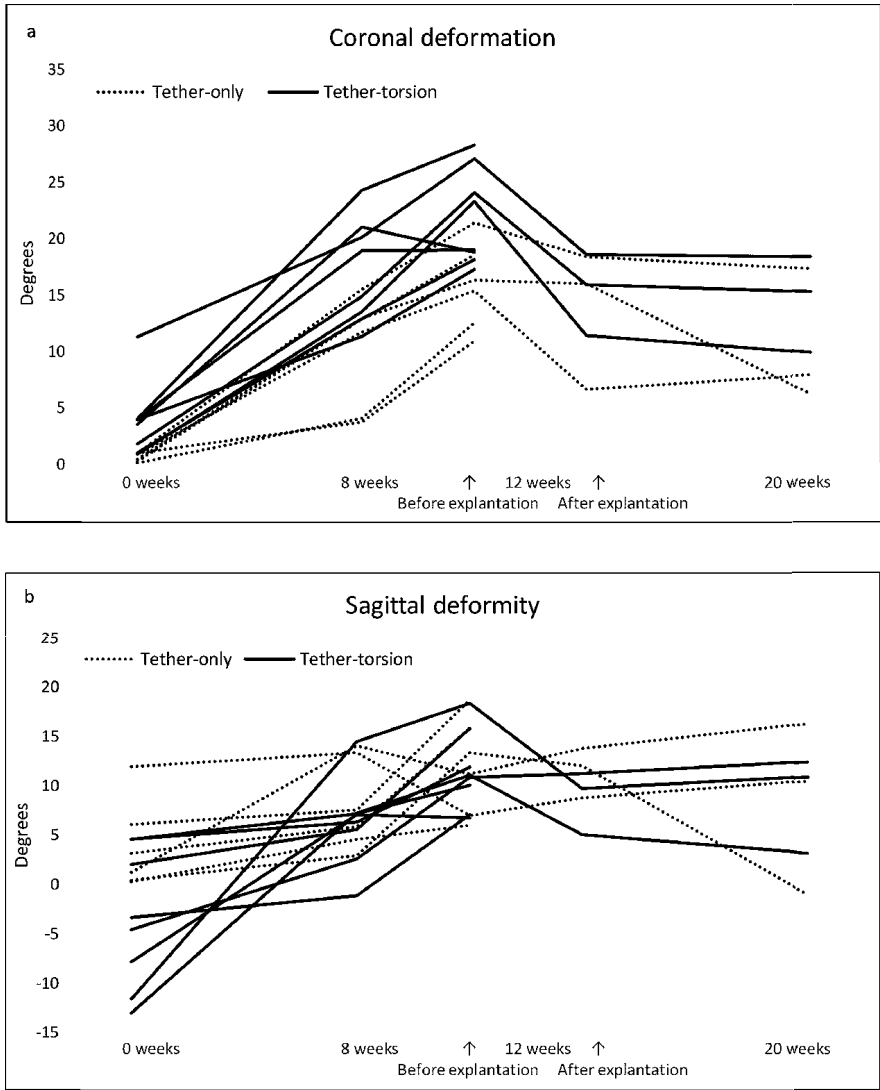 a
Coronal deformation
35
Tether-only Tether-torsion
30
25
20
Degrees
15
10
5
0
0 weeks 8 weeks ↑ 12 weeks ↑ 20 weeks
Before explantation After explantation
b
Sagittal deformity
25
Tether-only Tether-torsion
20
15
10
Degrees
5
0
-5
-10
-15
0 weeks 8 weeks ↑ 12 weeks ↑ 20 weeks
Before explantation After explantation